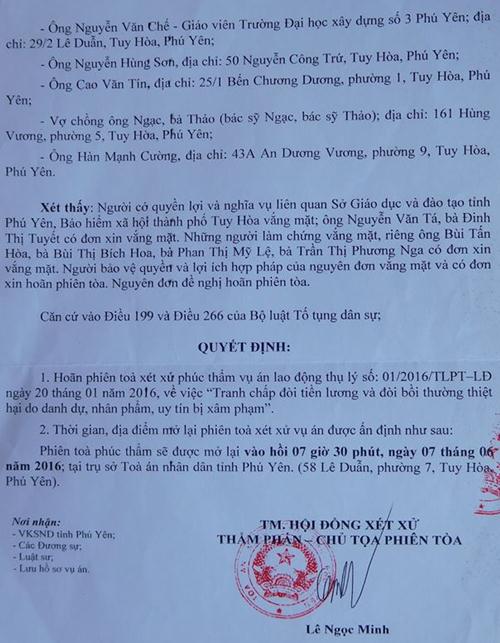 - Ông Nguyễn Văn Chế - Giáo viên Trường Đại học xây dựng số 3 Phú Yên; địa
chỉ: 29/2 Lê Duẩn, Tuy Hòa, Phú Yên;
- Ông Nguyễn Hùng Sơn, địa chỉ: 50 Nguyễn Công Trứ, Tuy Hòa, Phú Yên;
- Ông Cao Văn Tín, địa chỉ: 25/1 Bến Chương Dương, phường 1, Tuy Hòa, Phú
Yên;
- Vợ chồng ông Ngạc, bà Thảo (bác sỹ Ngạc, bác sỹ Thảo); địa chỉ: 161 Hùng
Vương, phường 5, Tuy Hòa, Phú Yên;
- Ông Hàn Mạnh Cường, địa chỉ: 43A An Dương Vương, phường 9, Tuy Hòa,
Phú Yên.
Xét thấy: Người có quyền lợi và nghĩa vụ liên quan Sở Giáo dục và đào tạo tỉnh
Phú Yên, Bảo hiểm xã hội thành phố Tuy Hòa vắng mặt; ông Nguyễn Văn Tá, bà Đinh
Thị Tuyết có đơn xin vắng mặt. Những người làm chứng vắng mặt, riêng ông Bùi Tấn
Hòa, bà Bùi Thị Bích Hoa, bà Phan Thị Mỹ Lệ, bà Trần Thị Phương Nga có đơn xin
vắng mặt. Người bảo vệ quyền và lợi ích hợp pháp của nguyên đơn vắng mặt và có đơn
xin hoãn phiên tòa. Nguyên đơn đề nghị hoãn phiên tòa.
Căn cứ vào Điều 199 và Điều 266 của Bộ luật Tố tụng dân sự;
QUYẾT ĐỊNH:
1. Hoãn phiên toà xét xử phúc thẩm vụ án lao động thụ lý số: 01/2016/TLPT–LĐ
ngày 20 tháng 01 năm 2016, về việc “Tranh chấp đòi tiền lương và đòi bồi thường thiệt
hại do danh dự, nhân phẩm, uy tín bị xâm phạm”.
2. Thời gian, địa điểm mở lại phiên toà xét xử vụ án được ấn định như sau:
Phiên toà phúc thẩm sẽ được mở lại vào hồi 07 giờ 30 phút, ngày 07 tháng 06
năm 2016; tại trụ sở Toà án nhân dân tỉnh Phú Yên. (58 Lê Duẩn, phường 7, Tuy Hòa,
Phú Yên).
Nơi nhận:
- VKSND tỉnh Phú Yên;
- Các Đương sự;
- Luật sư;
- Lưu hồ sơ vụ án.
TM. HỘI ĐỒNG XÉT XỬ
THẨM PHÁN – CHỦ TỌA PHIÊN TÒA
Lê Ngọc Minh